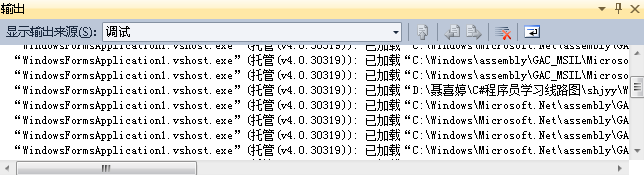 输出
显示输出来源(S): 调试
“WindowsFormsApplication1.vshost.exe”(托管(v4.0.30319)): 已加载“C:\Windows\Microsoft.Net\assembly\GA
“WindowsFormsApplication1.vshost.exe”(托管(v4.0.30319)): 已加载“C:\Windows\assembly\GAC_MSIL\Microso
“WindowsFormsApplication1.vshost.exe”(托管(v4.0.30319)): 已加载“C:\Windows\assembly\GAC_MSIL\Microso
“WindowsFormsApplication1.vshost.exe”(托管(v4.0.30319)): 已加载“D:\聂嘉婷\C#程序员学习线路图\shjyy\W
“WindowsFormsApplication1.vshost.exe”(托管(v4.0.30319)): 已加载“C:\Windows\Microsoft.Net\assembly\GA
“WindowsFormsApplication1.vshost.exe”(托管(v4.0.30319)): 已加载“C:\Windows\Microsoft.Net\assembly\GA
“WindowsFormsApplication1.vshost.exe”(托管(v4.0.30319)): 已加载“C:\Windows\Microsoft.Net\assembly\GA
“WindowsFormsApplication1.vshost.exe”(托管(v4.0.30319)): 已加载“C:\Windows\Microsoft.Net\assembly\GA